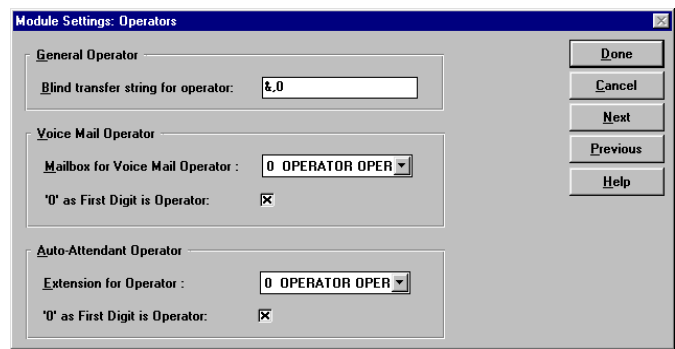 Module Settings: Operators
General Operator
Blind transfer string for operator: &,0
Voice Mail Operator
Mailbox for Voice Mail Operator : 0 OPERATOR OPER
'0' as First Digit is Operator:
Auto-Attendant Operator
Extension for Operator : 0 OPERATOR OPER
'0' as First Digit is Operator:
Done
Cancel
Next
Previous
Help